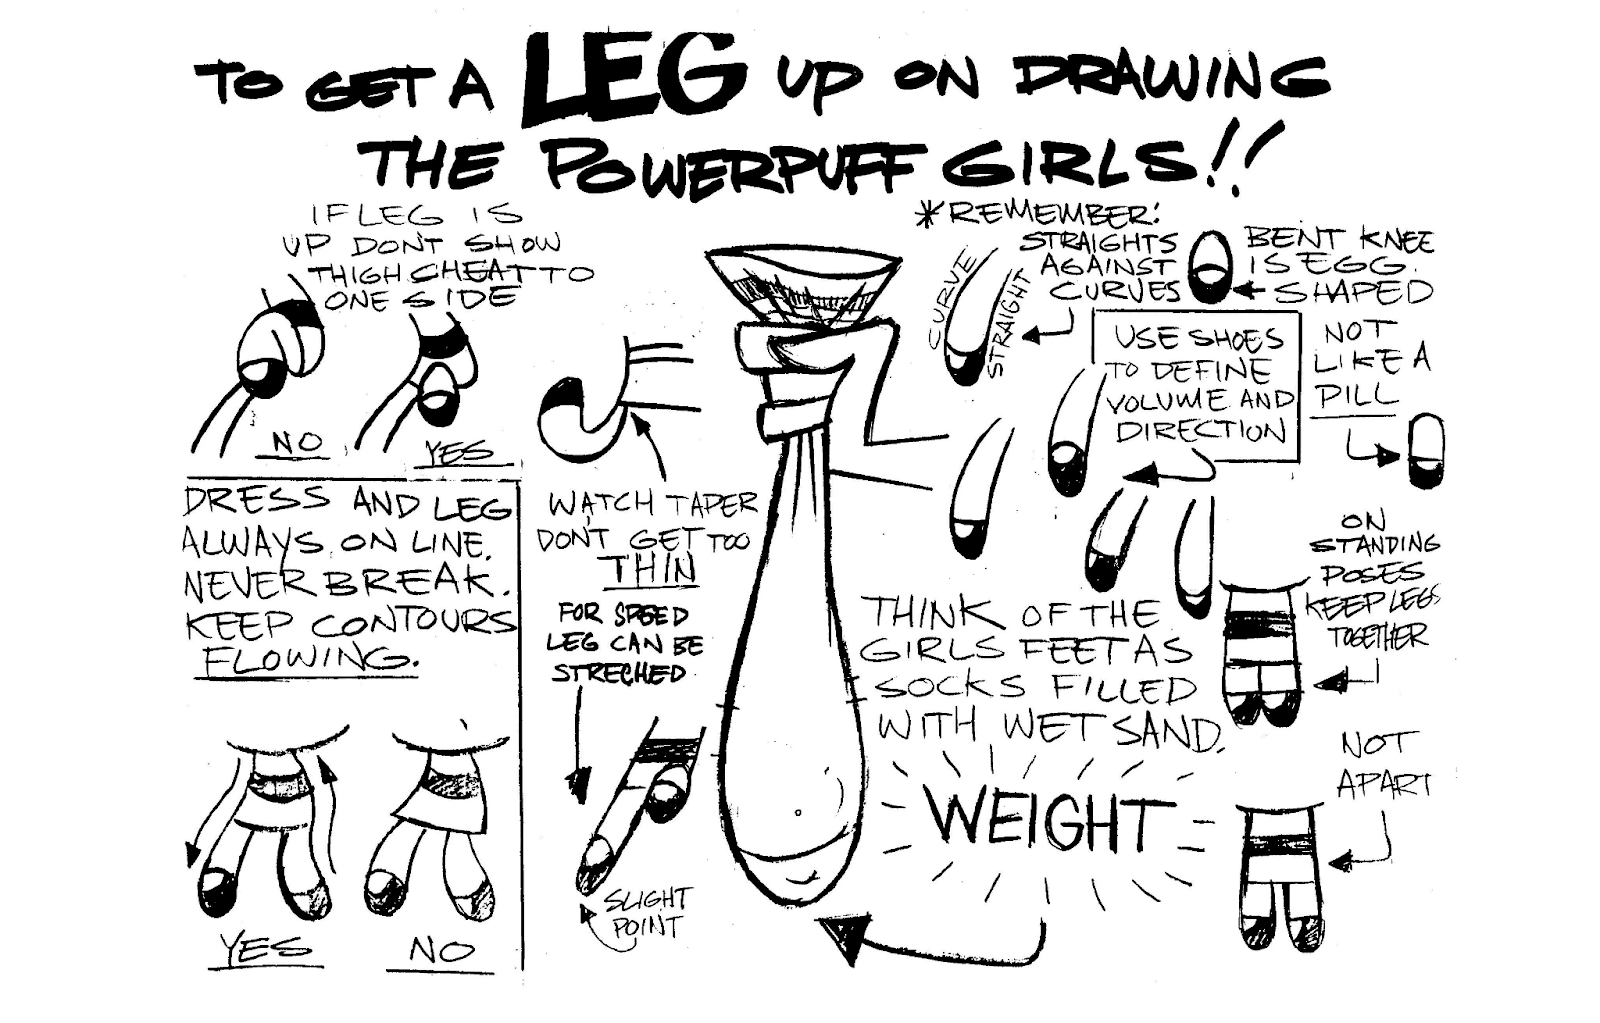 TO GET A LEG UP ON DRAWING
THE POWERPUFF GIRLS!!
IF LEG IS
UP DONT SHOW
THIGH CHEAT TO
ONE SIDE
NO
YES
DRESS AND LEG
ALWAYS ON LINE.
NEVER BREAK.
KEEP CONTOURS
FLOWING.
YES
NO
WATCH TAPER
DON'T GET TOO
THIN
FOR SPEED
LEG CAN BE
STRECHED
SLIGHT
POINT
*REMEMBER:
STRAIGHTS
AGAINST
CURVES
CURVE
STRAIGHT
BENT KNEE
IS EGG
SHAPED
NOT
LIKE A
PILL
USE SHOES
TO DEFINE
VOLUME AND
DIRECTION
THINK OF THE
GIRLS FEET AS
SOCKS FILLED
WITH WET SAND.
WEIGHT
ON
STANDING
POSES
KEEP LEGS
TOGETHER
NOT
APART